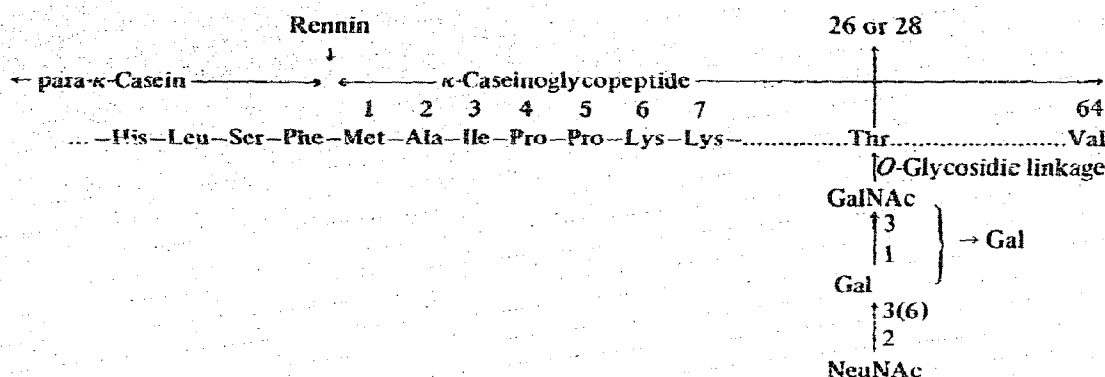 Rennin 26 or 28
↓
← para-κ-Casein → ← κ-Caseinoglycopeptide →
1 2 3 4 5 6 7 64
... –His–Leu–Ser–Phe–Met–Ala–Ile–Pro–Pro–Lys–Lys–..............Thr......................Val
↑O-Glycosidic linkage
GalNAc
↑3
1 } → Gal
Gal
↑3(6)
2
NeuNAc